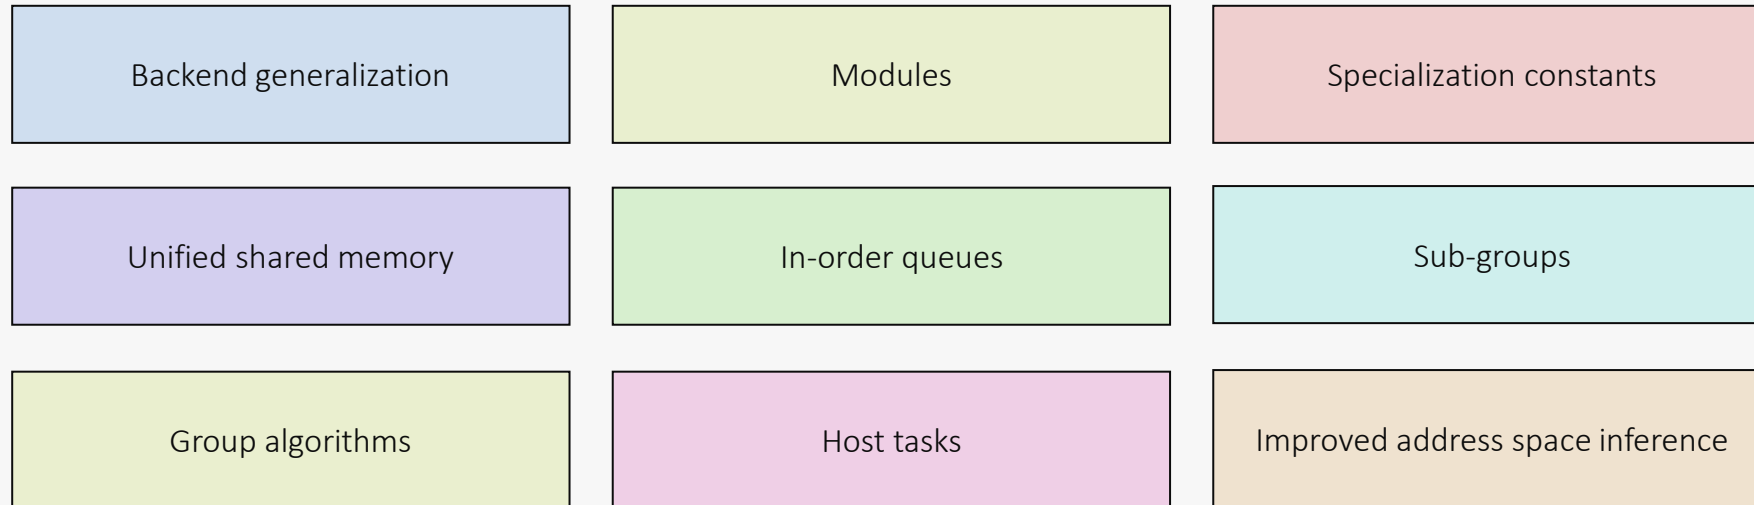 Backend generalization
Modules
Specialization constants
Unified shared memory
In-order queues
Sub-groups
Group algorithms
Host tasks
Improved address space inference